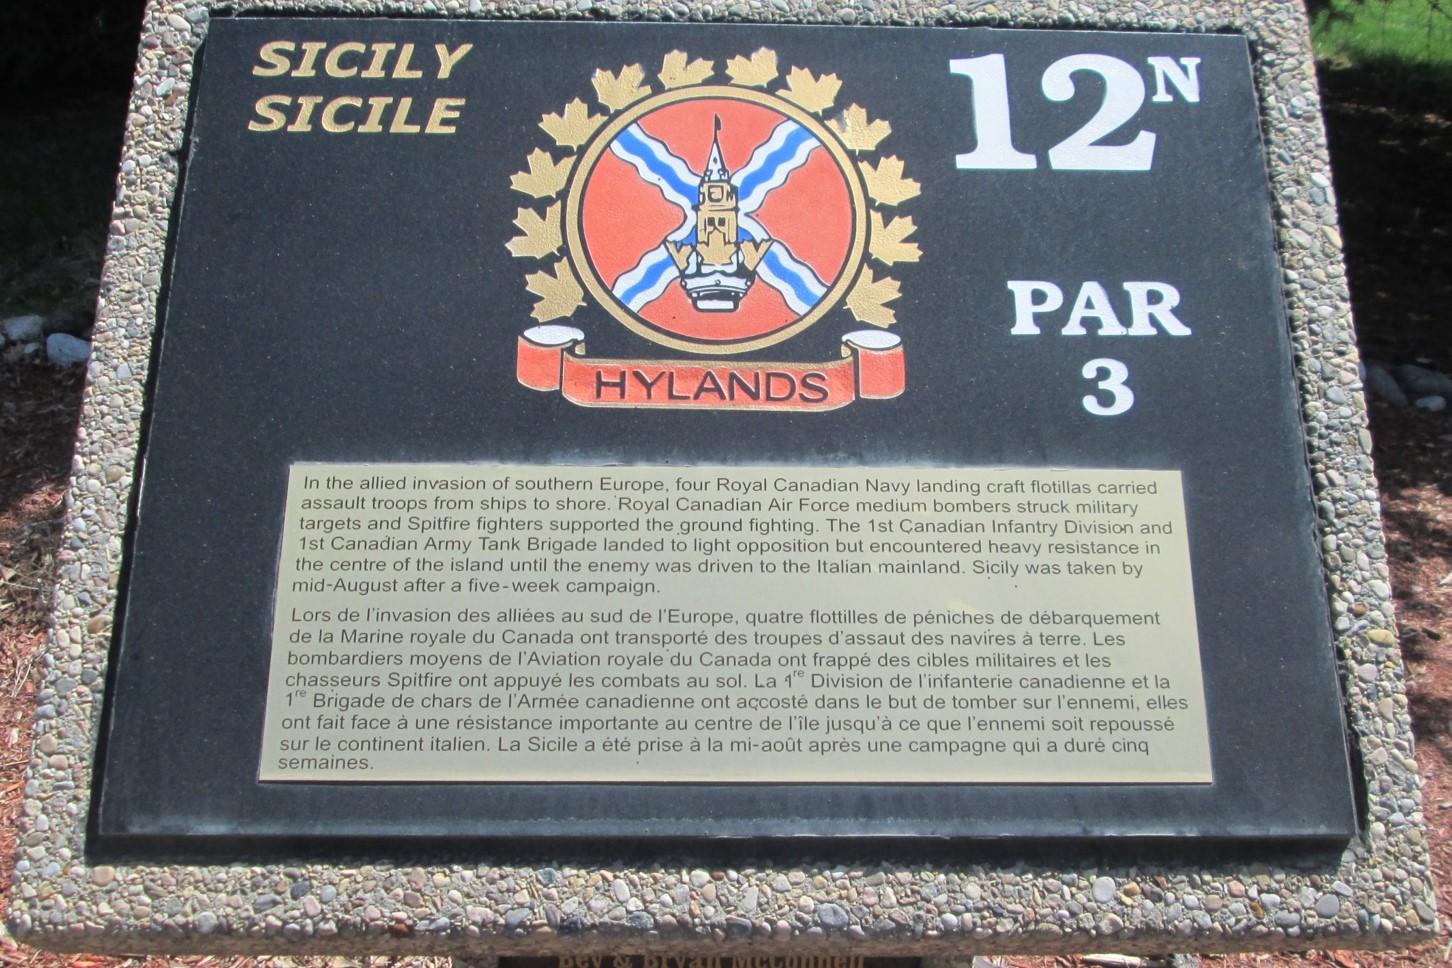 SICILY
SICILE
12N
PAR
3
HYLANDS
In the allied invasion of southern Europe, four Royal Canadian Navy landing craft flotillas carried
assault troops from ships to shore. Royal Canadian Air Force medium bombers struck military
targets and Spitfire fighters supported the ground fighting. The 1st Canadian Infantry Division and
1st Canadian Army Tank Brigade landed to light opposition but encountered heavy resistance in
the centre of the island until the enemy was driven to the Italian mainland. Sicily was taken by
mid-August after a five-week campaign.
Lors de l'invasion des alliées au sud de l'Europe, quatre flottilles de péniches de débarquement
de la Marine royale du Canada ont transporté des troupes d'assaut des navires à terre. Les
bombardiers moyens de l'Aviation royale du Canada ont frappé des cibles militaires et les
chasseurs Spitfire ont appuyé les combats au sol. La 1re Division de l'infanterie canadienne et la
1re Brigade de chars de l'Armée canadienne ont accosté dans le but de tomber sur l'ennemi, elles
ont fait face à une résistance importante au centre de l'île jusqu'à ce que l'ennemi soit repoussé
sur le continent italien. La Sicile a été prise à la mi-août après une campagne qui a duré cinq
semaines.
Bev & Bryan McConnell